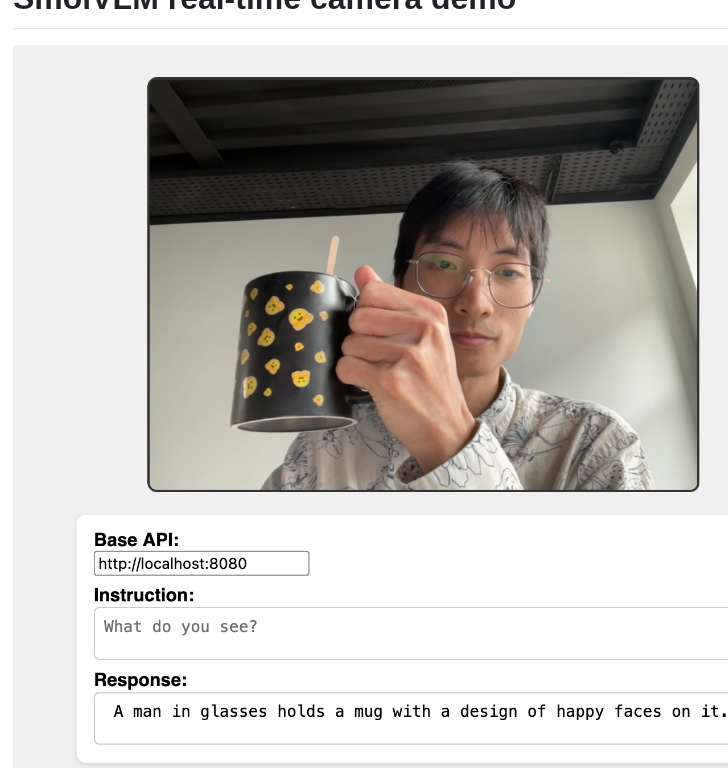 SmolVLM real-time camera demo
Base API:
http://localhost:8080
Instruction:
What do you see?
Response:
A man in glasses holds a mug with a design of happy faces on it.